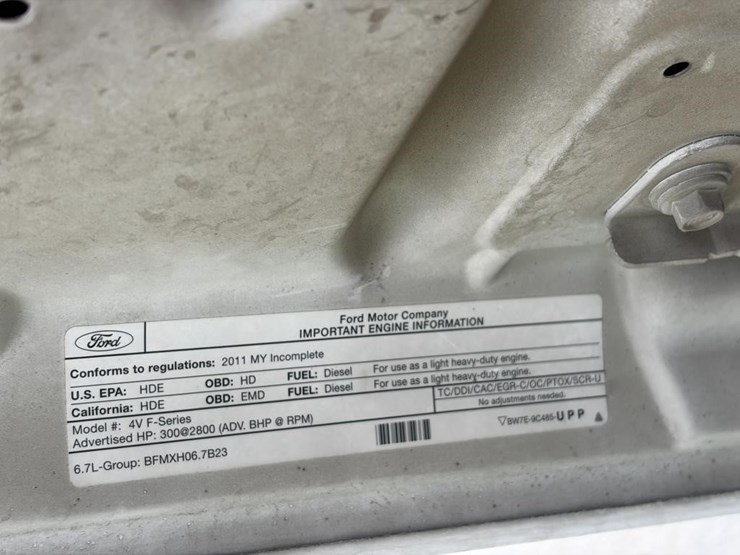 Ford
Ford Motor Company
IMPORTANT ENGINE INFORMATION
Conforms to regulations: 2011 MY Incomplete
U.S. EPA: HDE OBD: HD FUEL: Diesel For use as a light heavy-duty engine.
California: HDE OBD: EMD FUEL: Diesel For use as a light heavy-duty engine.
Model #: 4V F-Series TC/DDI/CAC/EGR-C/OC/PTOX/SCR-U
Advertised HP: 300@2800 (ADV. BHP @ RPM) No adjustments needed.
6.7L-Group: BFMXH06.7B23 BW7E-9C485-UPP